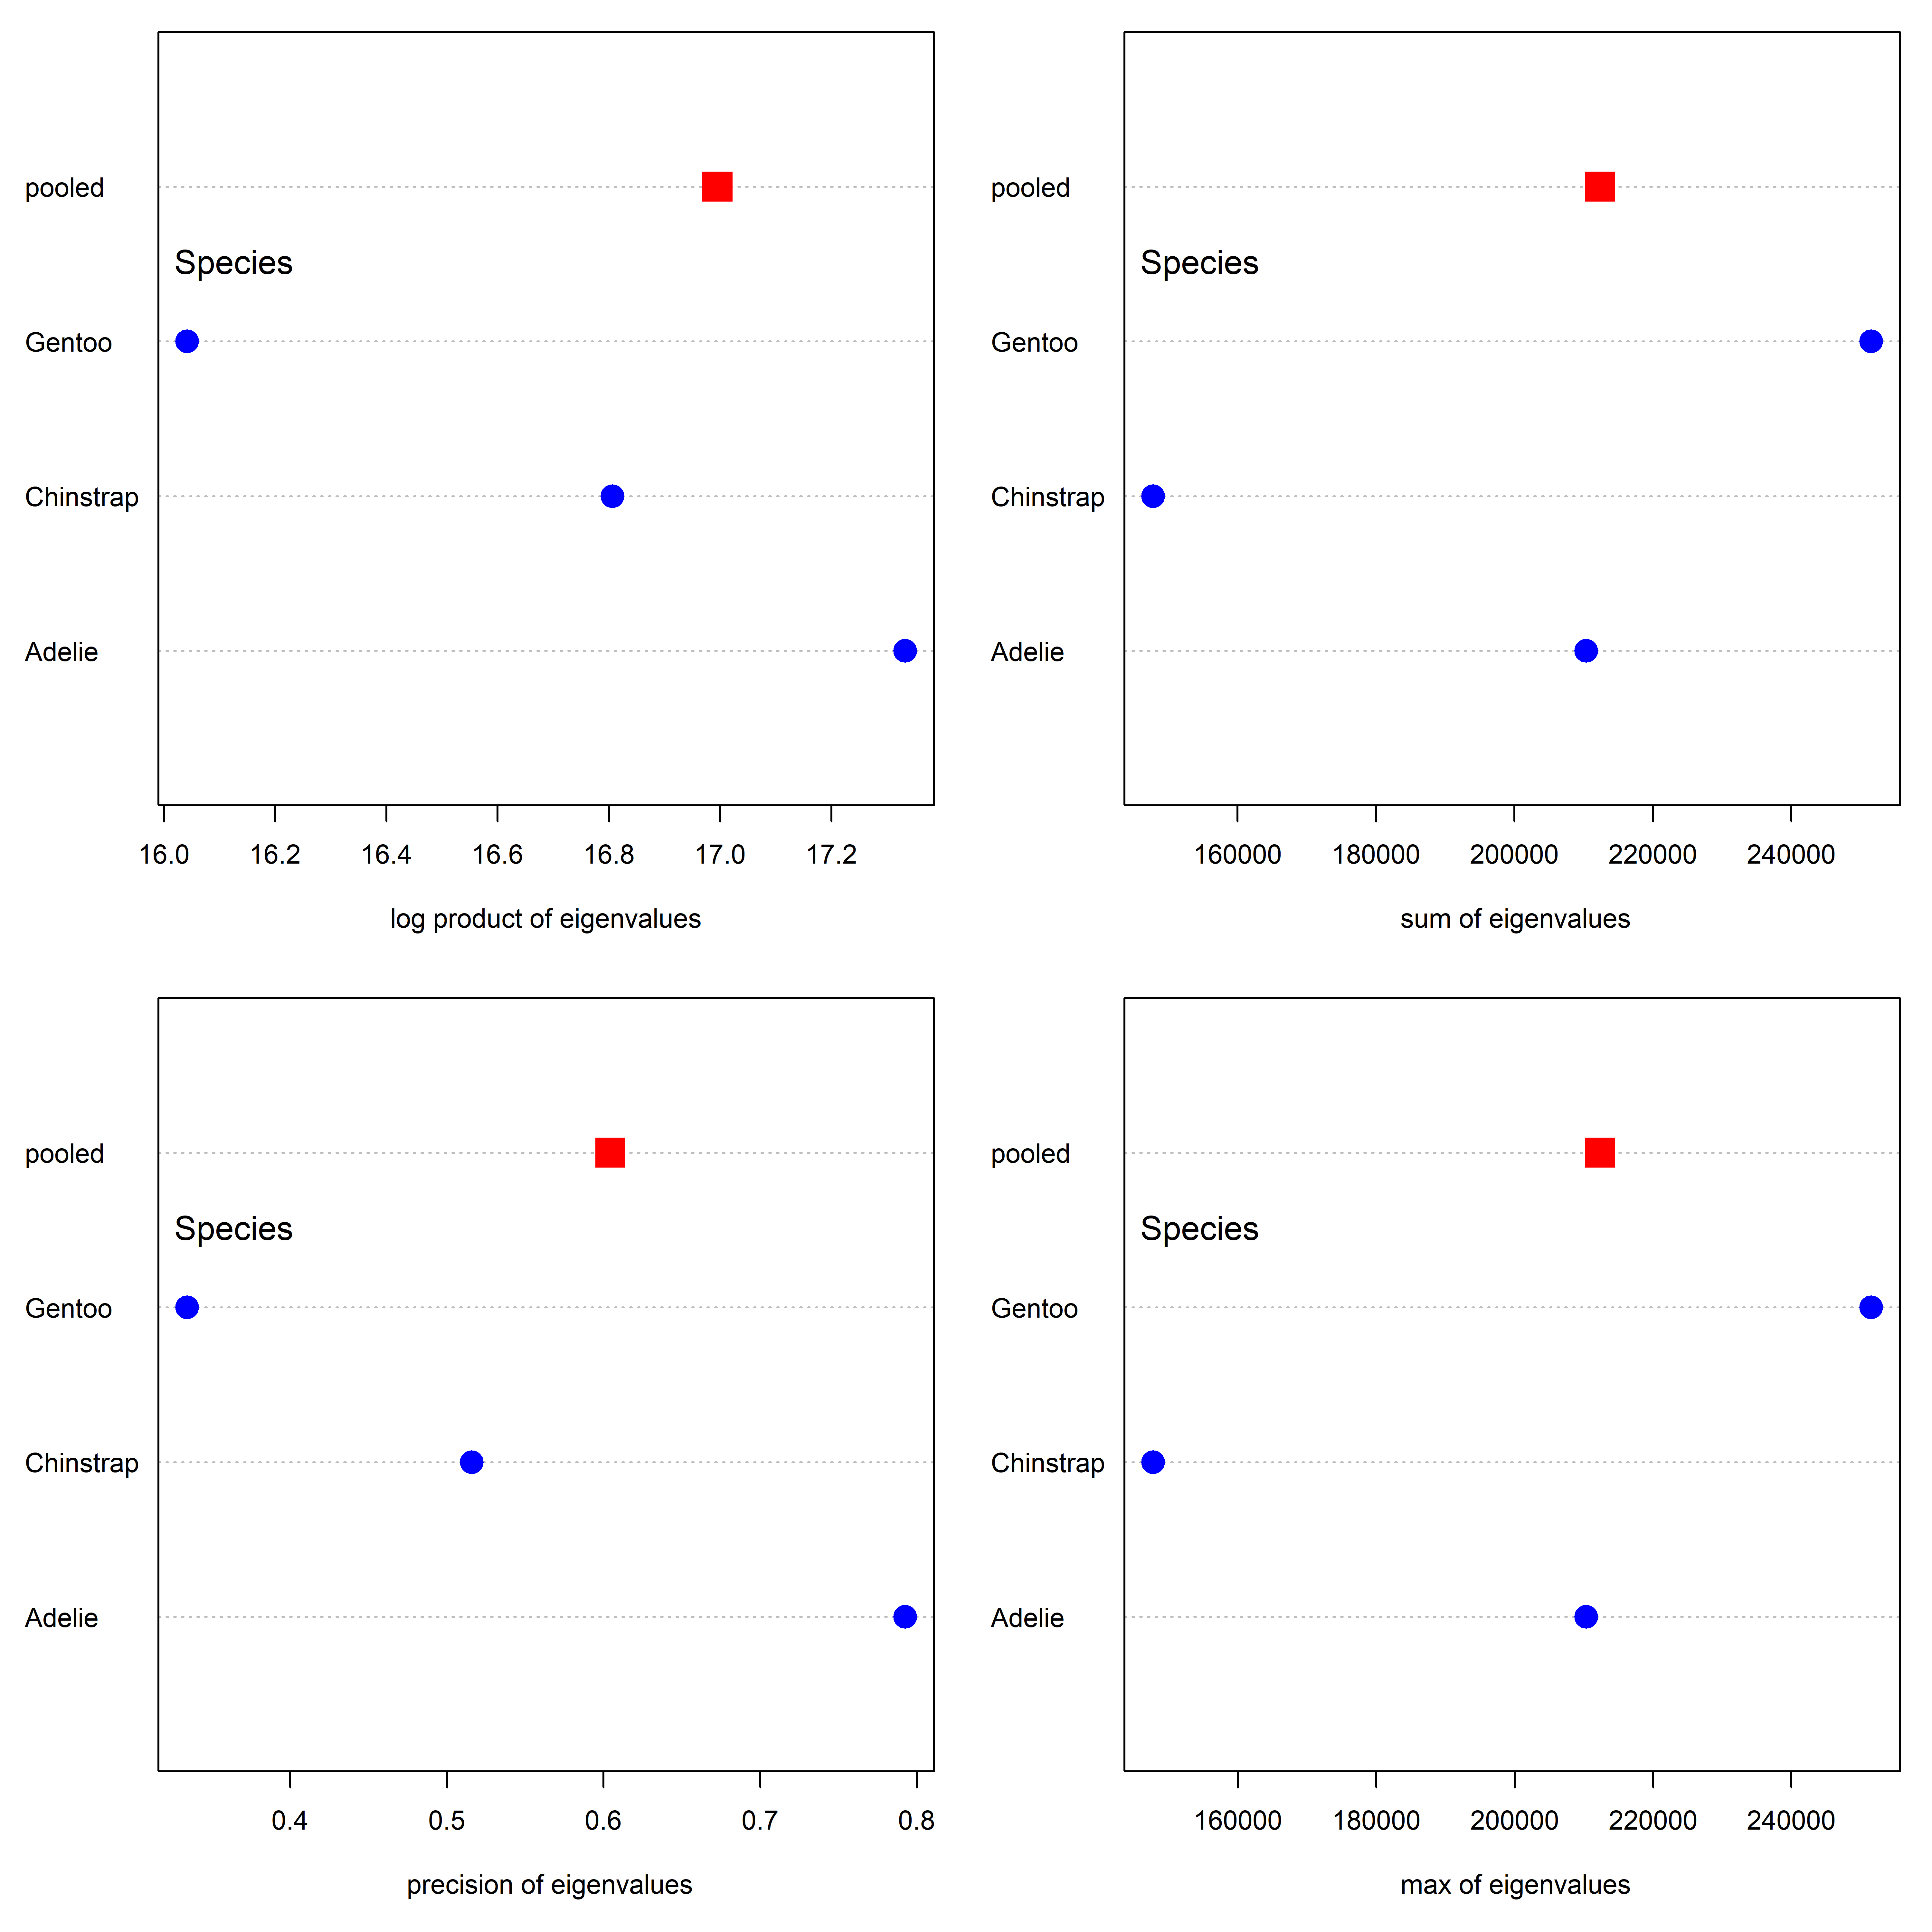 pooled
Species
Gentoo
Chinstrap
Adelie
16.0 16.2 16.4 16.6 16.8 17.0 17.2
log product of eigenvalues
pooled
Species
Gentoo
Chinstrap
Adelie
160000 180000 200000 220000 240000
sum of eigenvalues
pooled
Species
Gentoo
Chinstrap
Adelie
0.4 0.5 0.6 0.7 0.8
precision of eigenvalues
pooled
Species
Gentoo
Chinstrap
Adelie
160000 180000 200000 220000 240000
max of eigenvalues